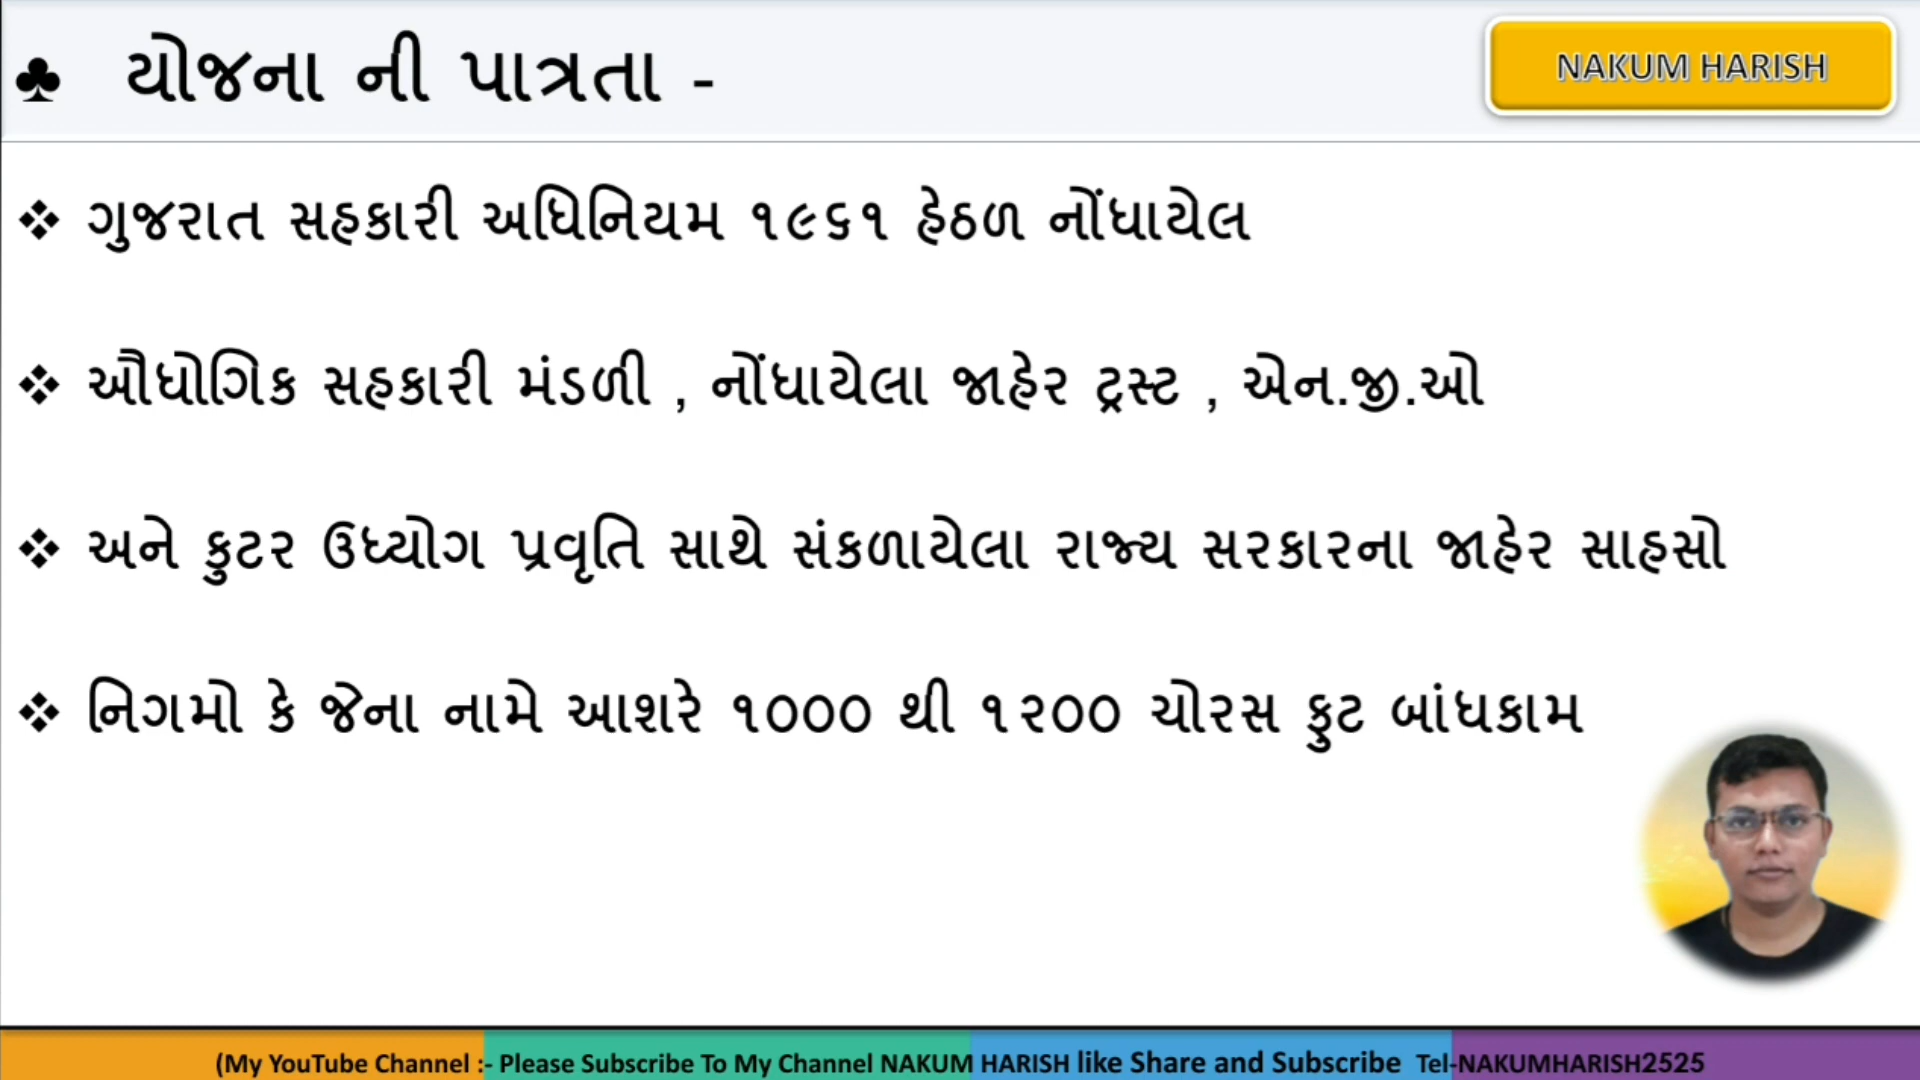 ♣ યોજના ની પાત્રતા -
NAKUM HARISH
❖ ગુજરાત સહકારી અધિનિયમ ૧૯૬૧ હેઠળ નોંધાયેલ
❖ ઔધોગિક સહકારી મંડળી , નોંધાયેલા જાહેર ટ્રસ્ટ , એન.જી.ઓ
❖ અને કુટર ઉધ્યોગ પ્રવૃતિ સાથે સંકળાયેલા રાજ્ય સરકારના જાહેર સાહસો
❖ નિગમો કે જેના નામે આશરે ૧૦૦૦ થી ૧૨૦૦ ચોરસ ફુટ બાંધકામ
(My YouTube Channel :- Please Subscribe To My Channel NAKUM HARISH like Share and Subscribe Tel-NAKUMHARISH2525